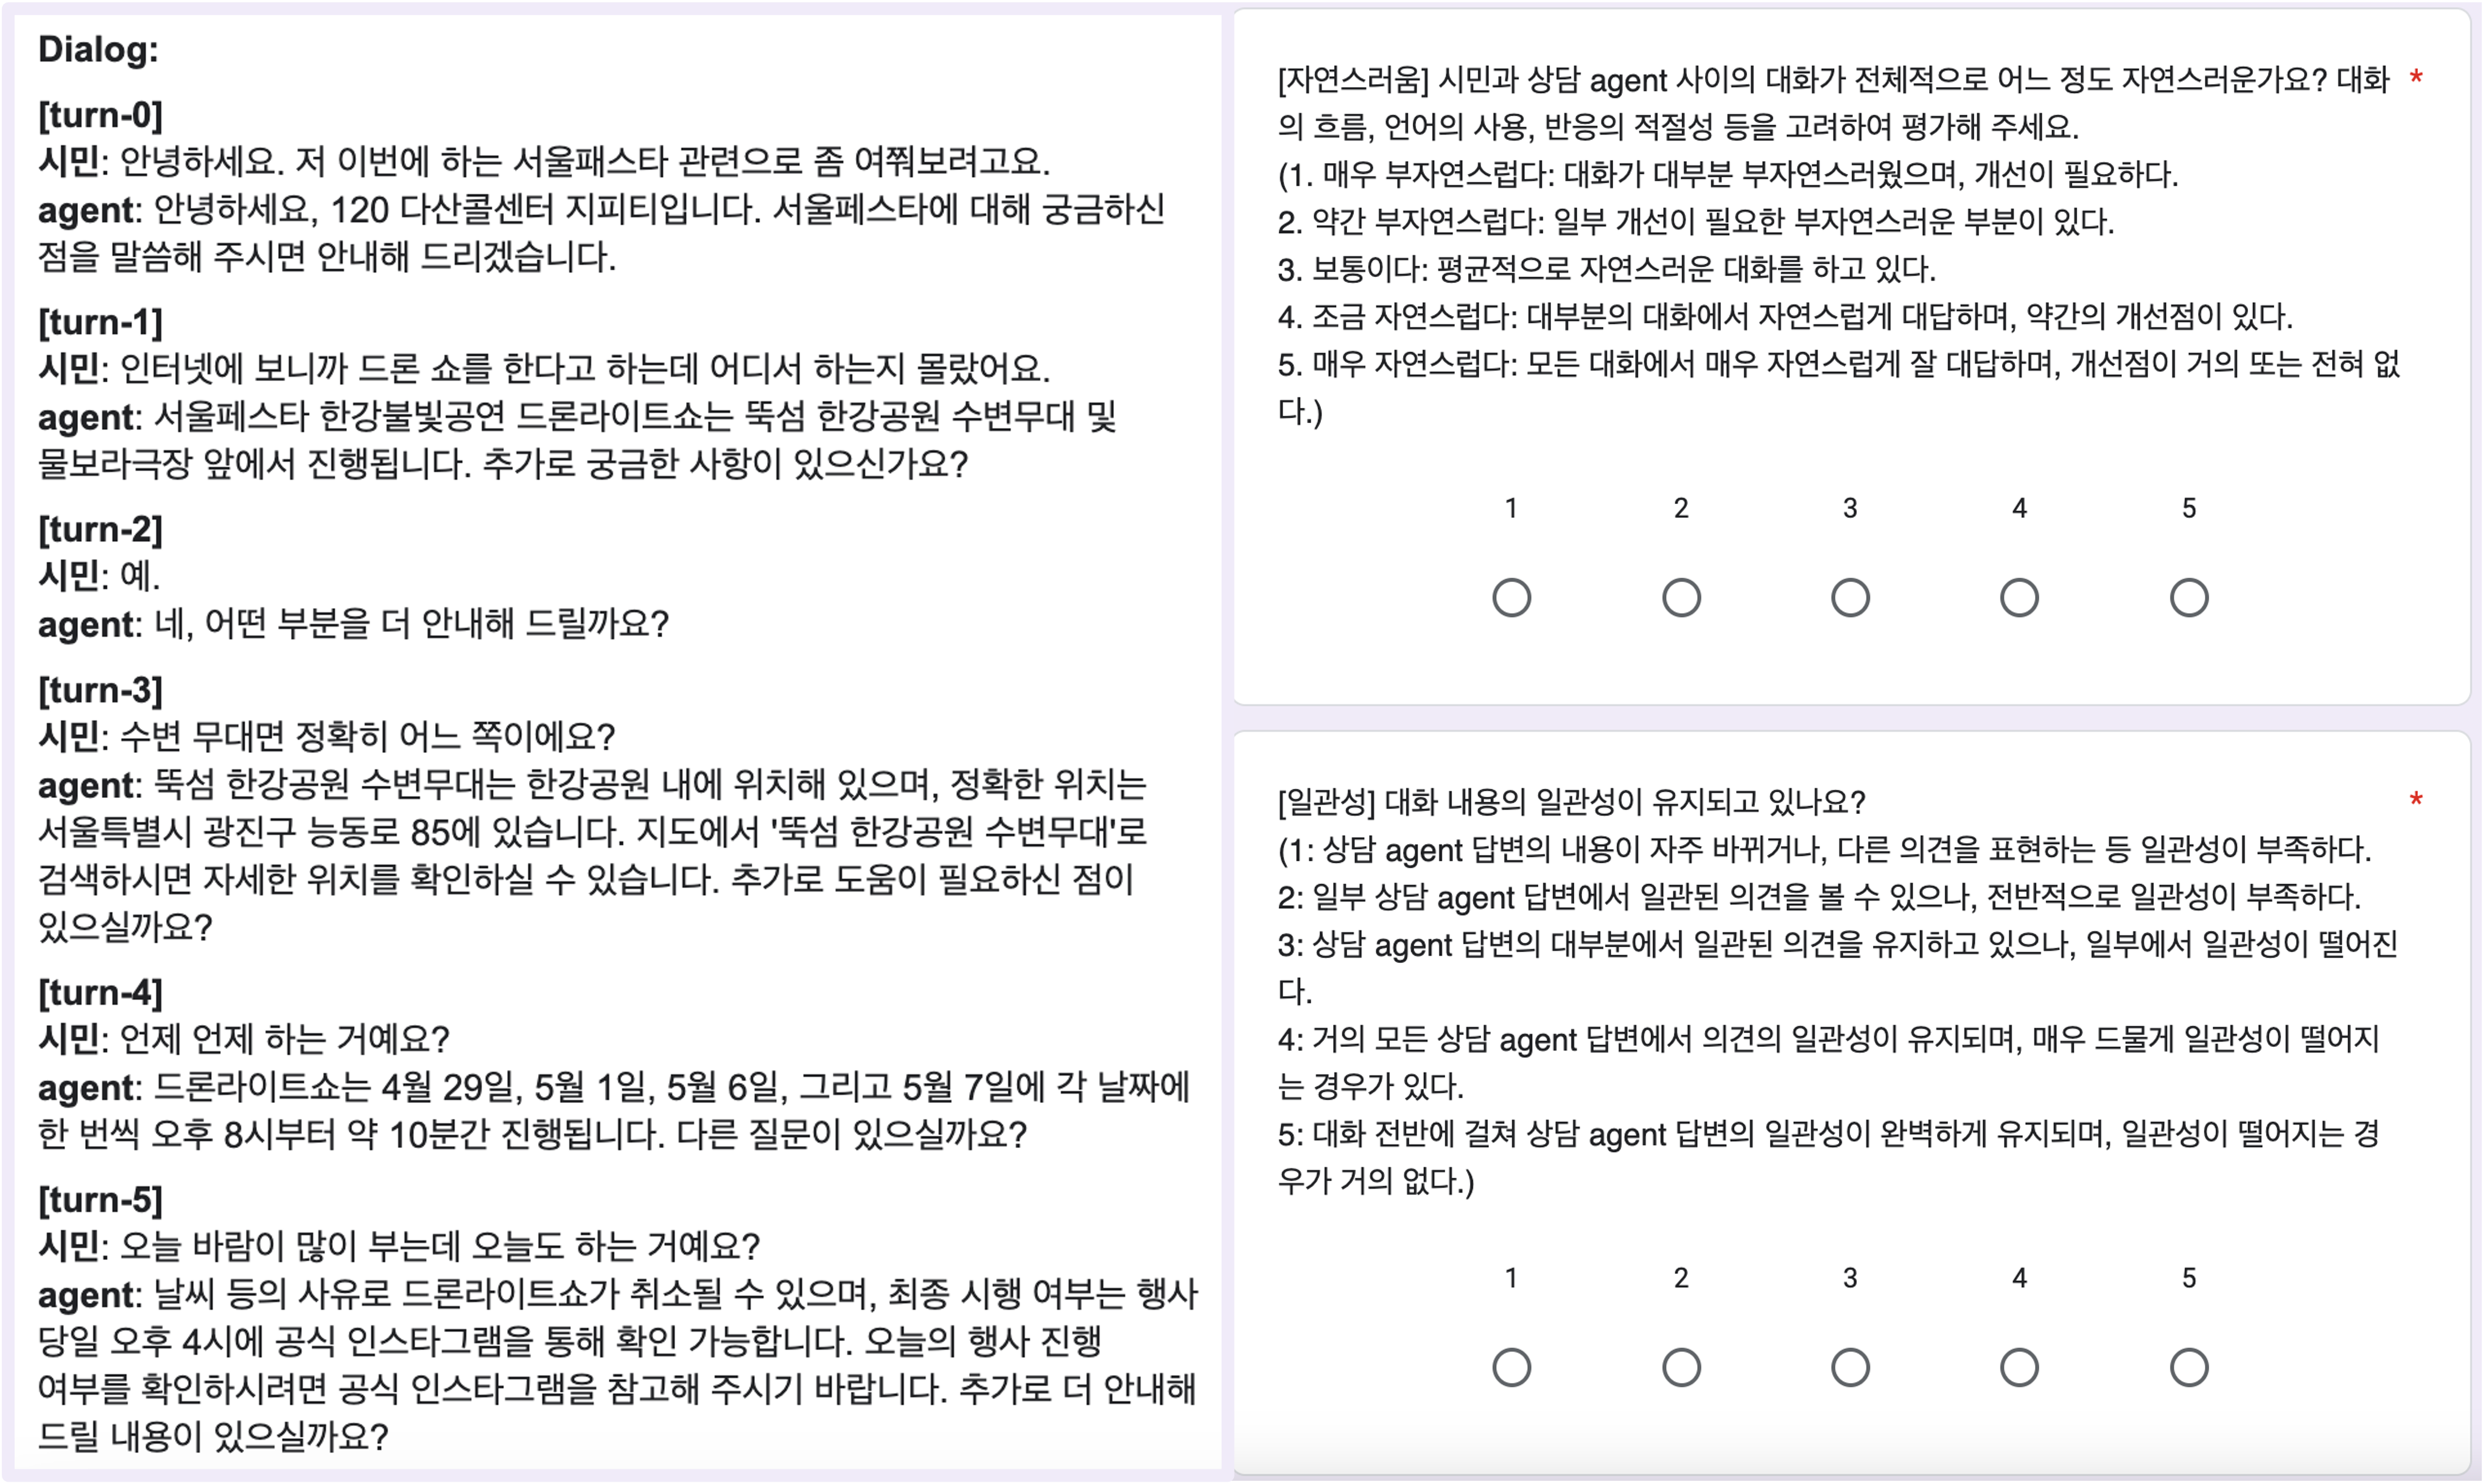 Dialog:
[turn-0]
시민: 안녕하세요. 저 이번에 하는 서울패스타 관련으로 좀 여쭤보려고요.
agent: 안녕하세요, 120 다산콜센터 지피티입니다. 서울페스타에 대해 궁금하신
점을 말씀해 주시면 안내해 드리겠습니다.
[turn-1]
시민: 인터넷에 보니까 드론 쇼를 한다고 하는데 어디서 하는지 몰랐어요.
agent: 서울페스타 한강불빛공연 드론라이트쇼는 뚝섬 한강공원 수변무대 및
물보라극장 앞에서 진행됩니다. 추가로 궁금한 사항이 있으신가요?
[turn-2]
시민: 예.
agent: 네, 어떤 부분을 더 안내해 드릴까요?
[turn-3]
시민: 수변 무대면 정확히 어느 쪽이에요?
agent: 뚝섬 한강공원 수변무대는 한강공원 내에 위치해 있으며, 정확한 위치는
서울특별시 광진구 능동로 85에 있습니다. 지도에서 '뚝섬 한강공원 수변무대'로
검색하시면 자세한 위치를 확인하실 수 있습니다. 추가로 도움이 필요하신 점이
있으실까요?
[turn-4]
시민: 언제 언제 하는 거예요?
agent: 드론라이트쇼는 4월 29일, 5월 1일, 5월 6일, 그리고 5월 7일에 각 날짜에
한 번씩 오후 8시부터 약 10분간 진행됩니다. 다른 질문이 있으실까요?
[turn-5]
시민: 오늘 바람이 많이 부는데 오늘도 하는 거예요?
agent: 날씨 등의 사유로 드론라이트쇼가 취소될 수 있으며, 최종 시행 여부는 행사
당일 오후 4시에 공식 인스타그램을 통해 확인 가능합니다. 오늘의 행사 진행
여부를 확인하시려면 공식 인스타그램을 참고해 주시기 바랍니다. 추가로 더 안내해
드릴 내용이 있으실까요?
[자연스러움] 시민과 상담 agent 사이의 대화가 전체적으로 어느 정도 자연스러운가요? 대화 *
의 흐름, 언어의 사용, 반응의 적절성 등을 고려하여 평가해 주세요.
(1. 매우 부자연스럽다: 대화가 대부분 부자연스러웠으며, 개선이 필요하다.
2. 약간 부자연스럽다: 일부 개선이 필요한 부자연스러운 부분이 있다.
3. 보통이다: 평균적으로 자연스러운 대화를 하고 있다.
4. 조금 자연스럽다: 대부분의 대화에서 자연스럽게 대답하며, 약간의 개선점이 있다.
5. 매우 자연스럽다: 모든 대화에서 매우 자연스럽게 잘 대답하며, 개선점이 거의 또는 전혀 없
다.)
1 2 3 4 5
[일관성] 대화 내용의 일관성이 유지되고 있나요? *
(1: 상담 agent 답변의 내용이 자주 바뀌거나, 다른 의견을 표현하는 등 일관성이 부족하다.
2: 일부 상담 agent 답변에서 일관된 의견을 볼 수 있으나, 전반적으로 일관성이 부족하다.
3: 상담 agent 답변의 대부분에서 일관된 의견을 유지하고 있으나, 일부에서 일관성이 떨어진
다.
4: 거의 모든 상담 agent 답변에서 의견의 일관성이 유지되며, 매우 드물게 일관성이 떨어지
는 경우가 있다.
5: 대화 전반에 걸쳐 상담 agent 답변의 일관성이 완벽하게 유지되며, 일관성이 떨어지는 경
우가 거의 없다.)
1 2 3 4 5